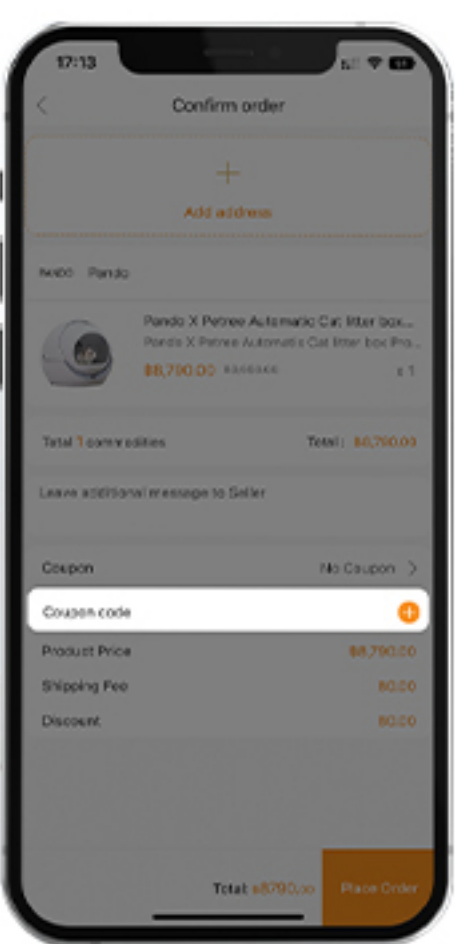 17:13
Confirm order
Add address
PANDO Pando
Pando X Petree Automatic Cat litter box...
Pando X Petree Automatic Cat litter box Pro...
฿8,790.00
x 1
Total 1 commodities Total : ฿8,790.00
Leave additional message to Seller
Coupon No Coupon
Coupon code
Product Price ฿8,790.00
Shipping Fee ฿0.00
Discount ฿0.00
Total: ฿8790.00 Place Order